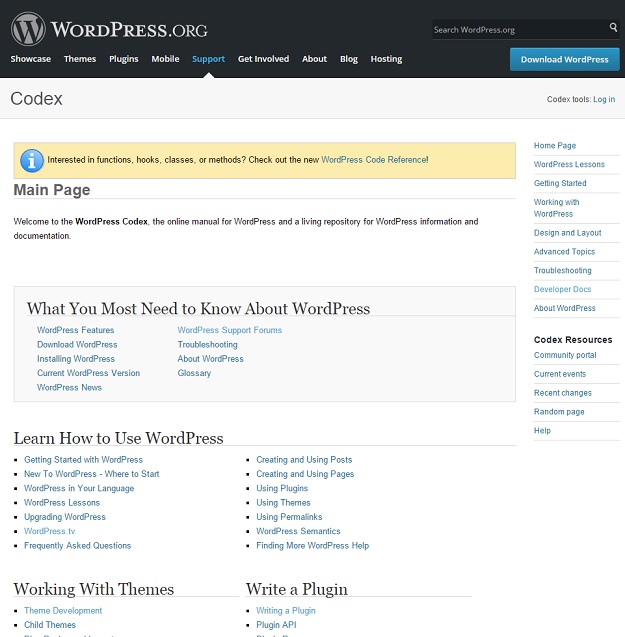 WORDPRESS.ORG
Search WordPress.org
Showcase Themes Plugins Mobile Support Get Involved About Blog Hosting
Download WordPress
Codex
Codex tools: Log in
Interested in functions, hooks, classes, or methods? Check out the new WordPress Code Reference!
Main Page
Welcome to the WordPress Codex, the online manual for WordPress and a living repository for WordPress information and
documentation.
What You Most Need to Know About WordPress
WordPress Features
Download WordPress
Installing WordPress
Current WordPress Version
WordPress News
WordPress Support Forums
Troubleshooting
About WordPress
Glossary
Learn How to Use WordPress
Getting Started with WordPress
New To WordPress - Where to Start
WordPress in Your Language
WordPress Lessons
Upgrading WordPress
WordPress.tv
Frequently Asked Questions
Creating and Using Posts
Creating and Using Pages
Using Plugins
Using Themes
Using Permalinks
WordPress Semantics
Finding More WordPress Help
Working With Themes
Theme Development
Child Themes
Write a Plugin
Writing a Plugin
Plugin API
Home Page
WordPress Lessons
Getting Started
Working with
WordPress
Design and Layout
Advanced Topics
Troubleshooting
Developer Docs
About WordPress
Codex Resources
Community portal
Current events
Recent changes
Random page
Help